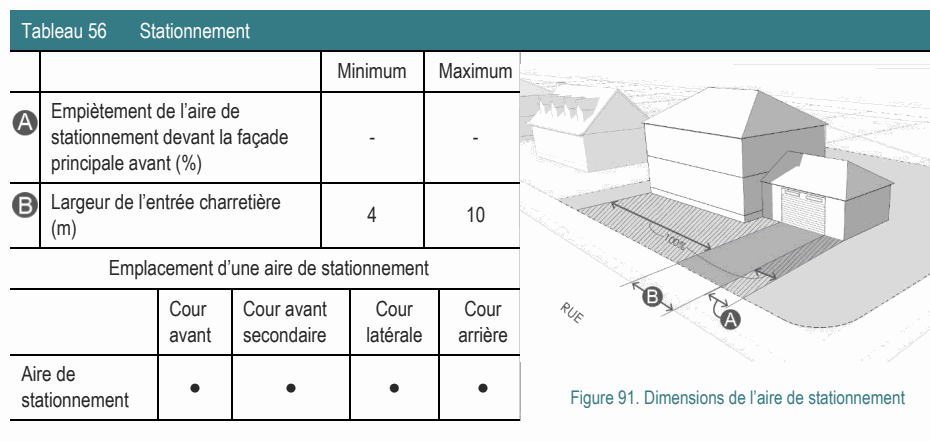 Tableau 56 Stationnement
Minimum Maximum
A Empiètement de l'aire de
stationnement devant la façade
principale avant (%) - -
B Largeur de l'entrée charretière
(m) 4 10
Emplacement d'une aire de stationnement
Cour
avant
Cour avant
secondaire
Cour
latérale
Cour
arrière
Aire de
stationnement • • • •
100%
B
A
RUE
Figure 91. Dimensions de l'aire de stationnement